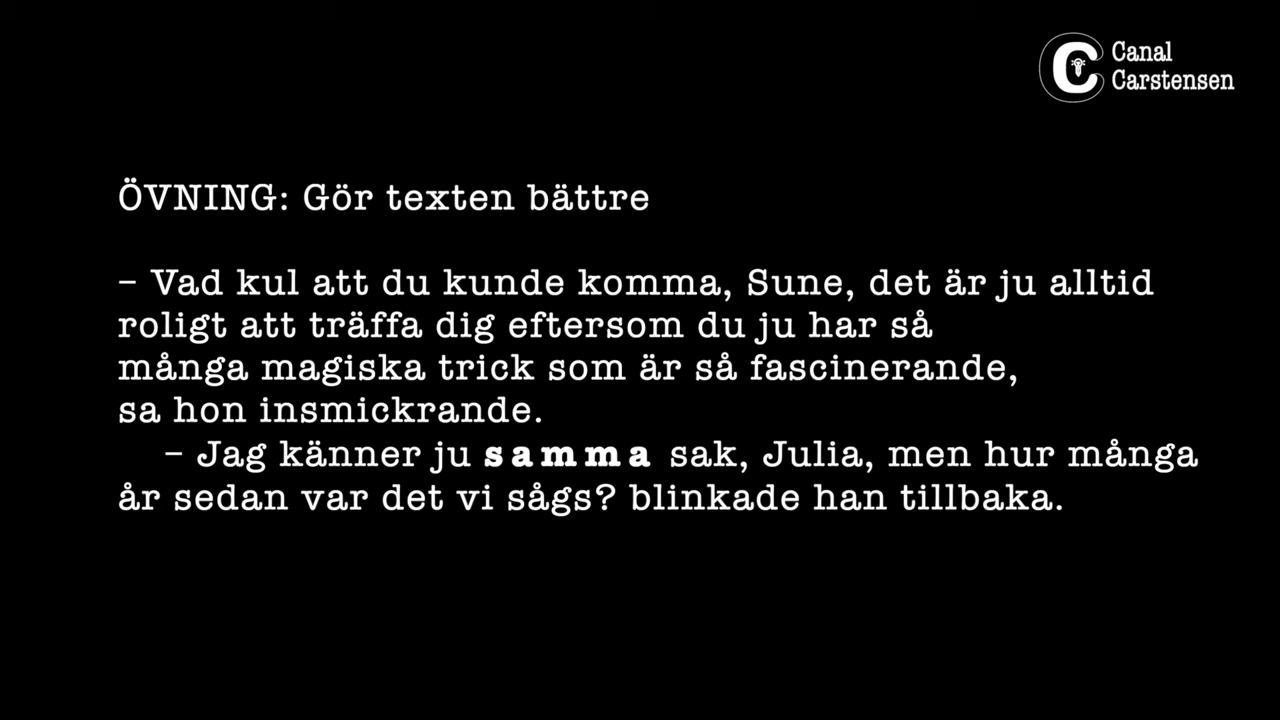 Canal
Carstensen
ÖVNING: Gör texten bättre
– Vad kul att du kunde komma, Sune, det är ju alltid
roligt att träffa dig eftersom du ju har så
många magiska trick som är så fascinerande,
sa hon insmickrande.
– Jag känner ju samma sak, Julia, men hur många
år sedan var det vi sågs? blinkade han tillbaka.